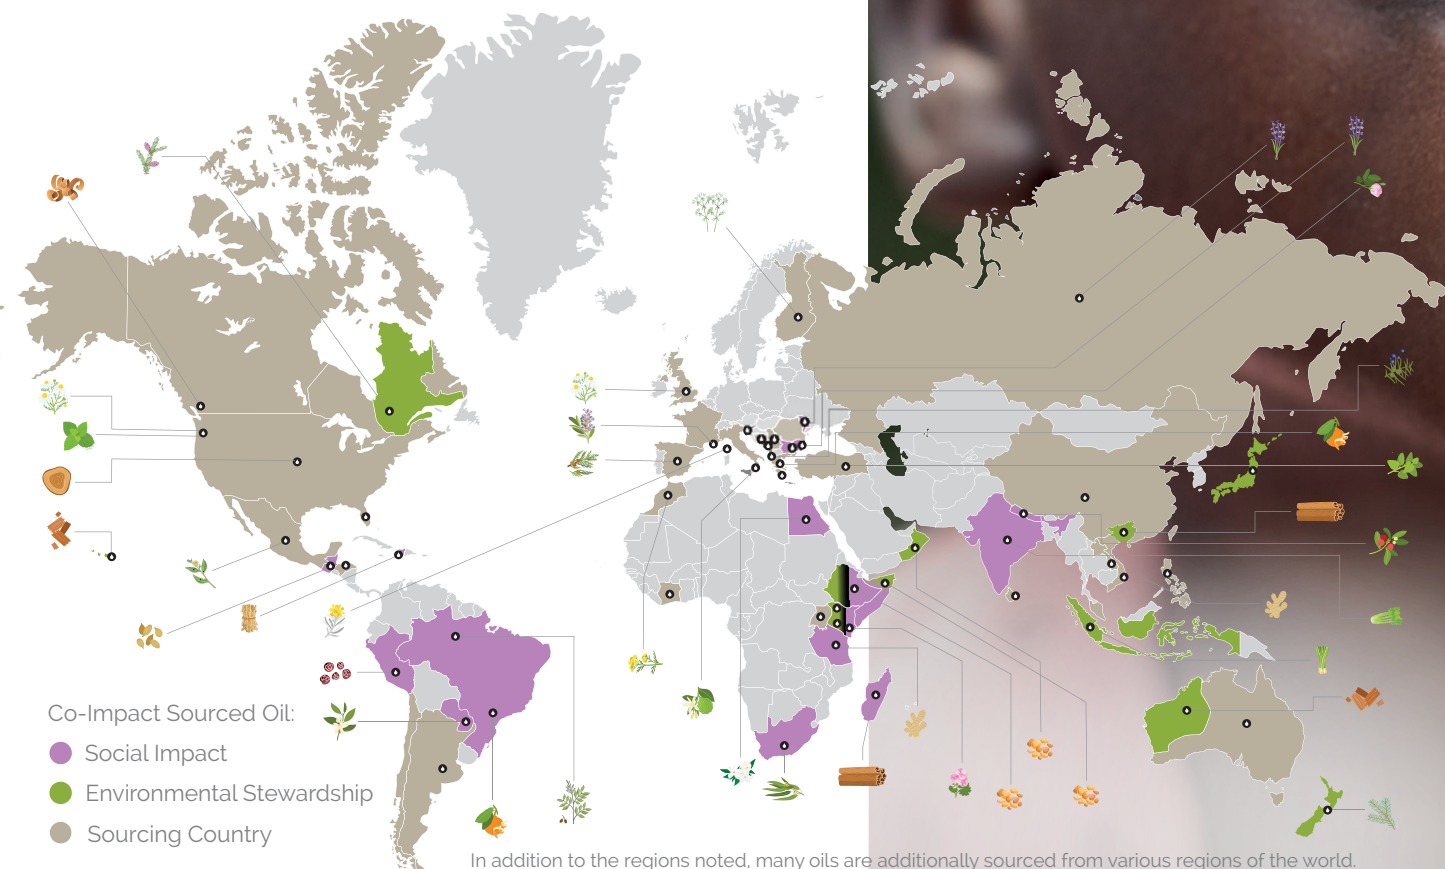 Co-Impact Sourced Oil:
Social Impact
Environmental Stewardship
Sourcing Country
In addition to the regions noted, many oils are additionally sourced from various regions of the world.